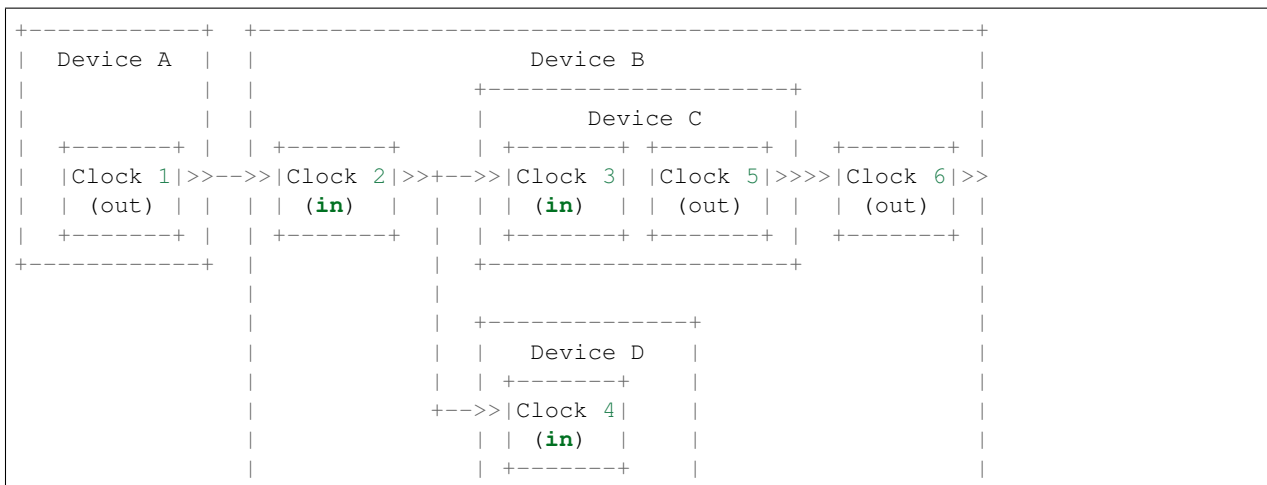 +------------+  +--------------------------------------------------+
|  Device A  |  |                   Device B                       |
|            |  |               +---------------------+            |
|            |  |               |       Device C      |            |
|  +-------+ |  | +-------+     | +-------+ +-------+ |  +-------+ |
|  |Clock 1|>>-->>|Clock 2|>>+-->>|Clock 3| |Clock 5|>>>>|Clock 6|>>
|  | (out) | |  | | (in)  |  |  | | (in)  | | (out) | |  | (out) | |
|  +-------+ |  | +-------+  |  | +-------+ +-------+ |  +-------+ |
+------------+  |            |  +---------------------+            |
                |            |                                     |
                |            |  +--------------+                   |
                |            |  |   Device D   |                   |
                |            |  | +-------+    |                   |
                |            +-->>|Clock 4|    |                   |
                |               | | (in)  |    |                   |
                |               | +-------+    |                   |